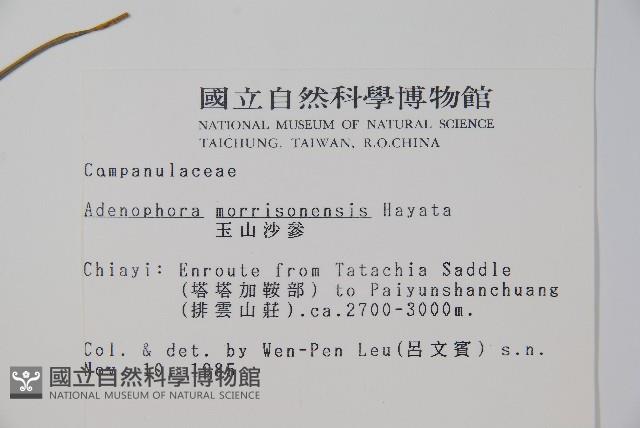 國立自然科學博物館
NATIONAL MUSEUM OF NATURAL SCIENCE
TAICHUNG, TAIWAN, R.O.CHINA
Campanulaceae
Adenophora morrisonensis Hayata
玉山沙參
Chiayi: Enroute from Tatachia Saddle
(塔塔加鞍部) to Paiyunshanchuang
(排雲山莊).ca.2700-3000m.
Col. & det. by Wen-Pen Leu(呂文賓) s.n.
Nov. 10, 1985
國立自然科學博物館
NATIONAL MUSEUM OF NATURAL SCIENCE